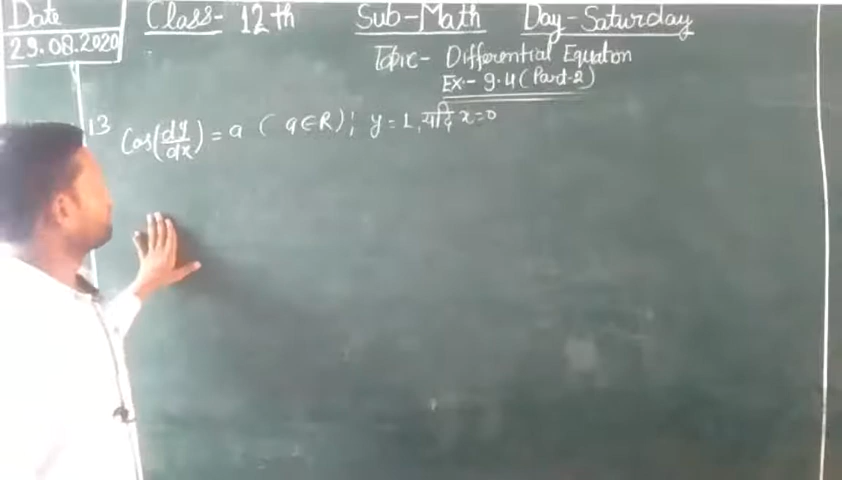 Date Class- 12th Sub-Math Day-Saturday
29.08.2020
Topic- Differential Equation
Ex.- 9.4 (Part-2)
13 Cos(dy/dx) = a ( a∈R); y = 1, यदि x=0